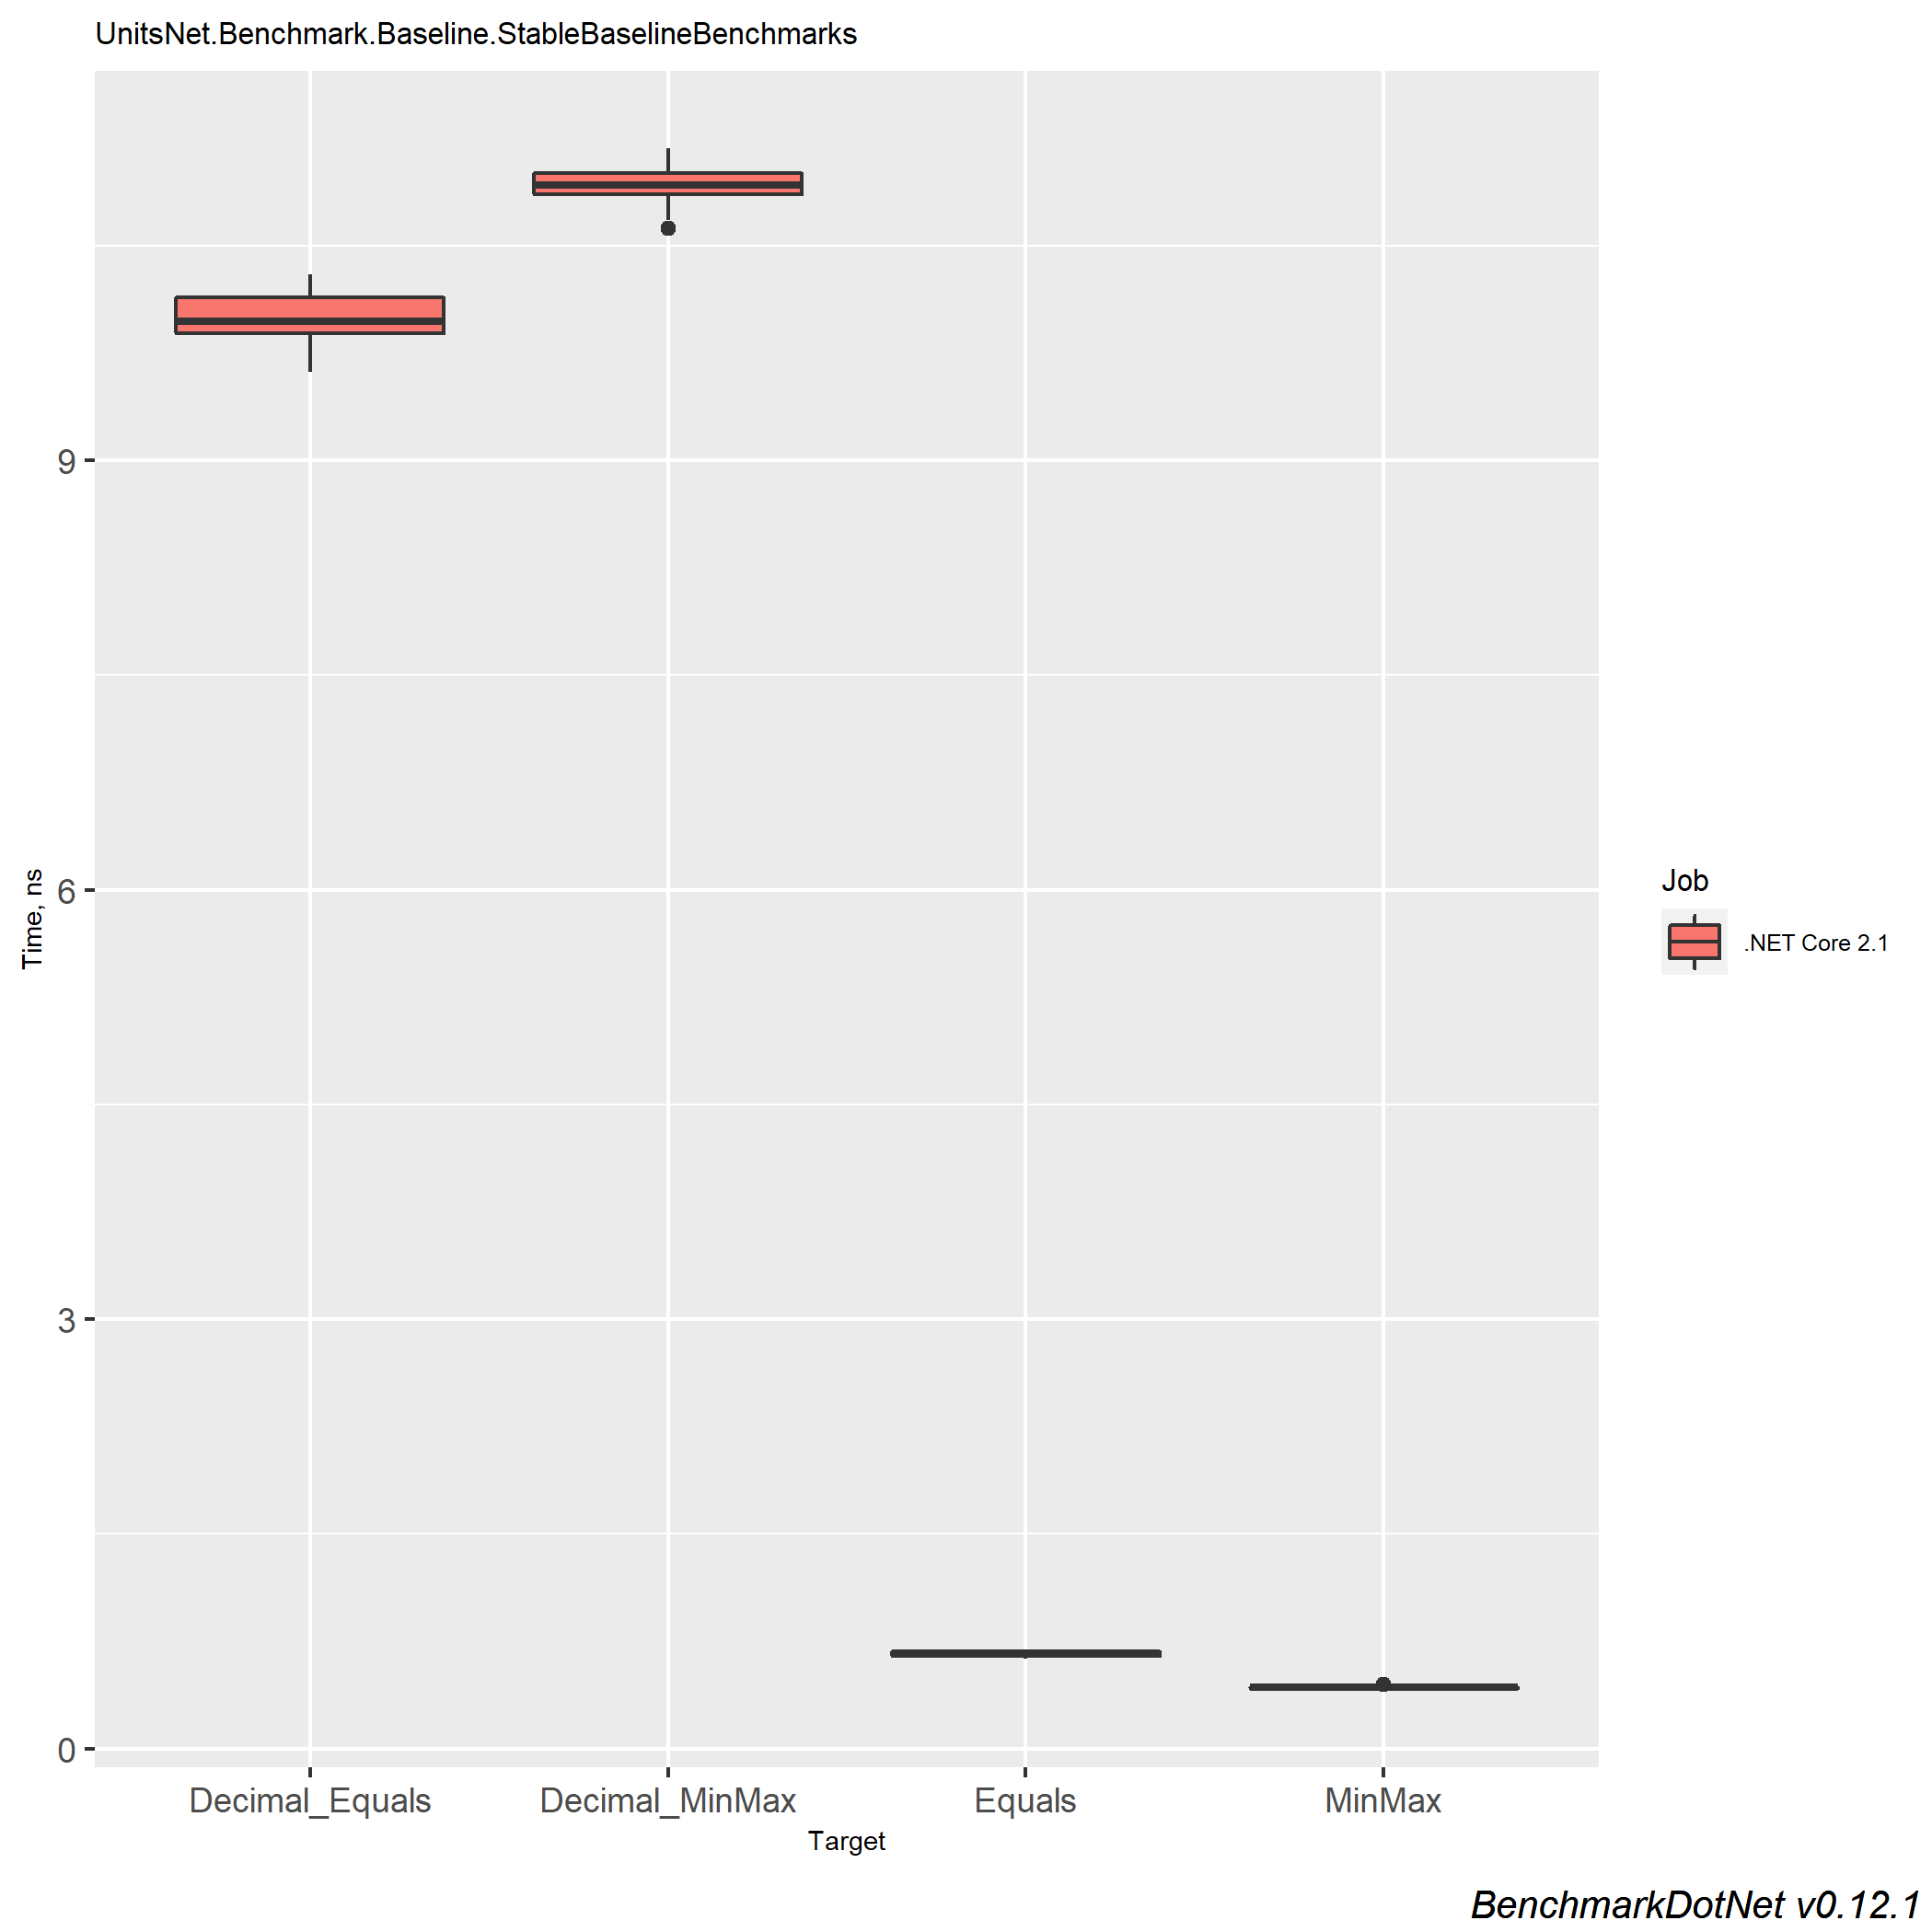 UnitsNet.Benchmark.Baseline.StableBaselineBenchmarks
Time, ns
9
6
3
0
Decimal_Equals
Decimal_MinMax
Equals
MinMax
Target
Job
.NET Core 2.1
BenchmarkDotNet v0.12.1